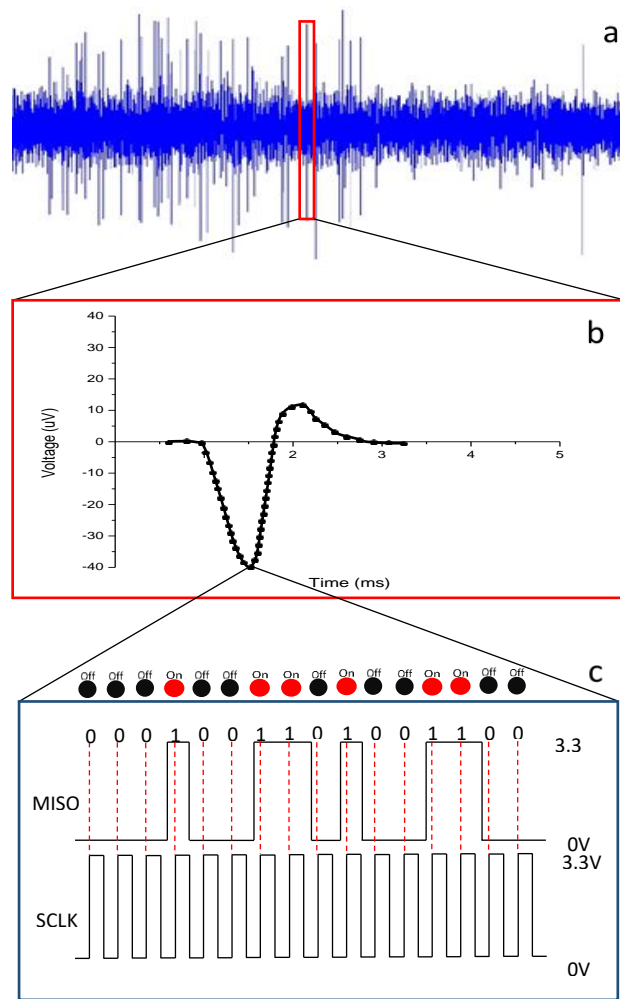 a
b
40
30
20
10
0
-10
-20
-30
-40
Voltage (uV)
1 2 3 4 5
Time (ms)
c
Off Off Off On Off Off On On Off On Off Off On On Off Off
0 0 0 1 0 0 1 1 0 1 0 0 1 1 0 0
3.3
MISO
0V
3.3V
SCLK
0V